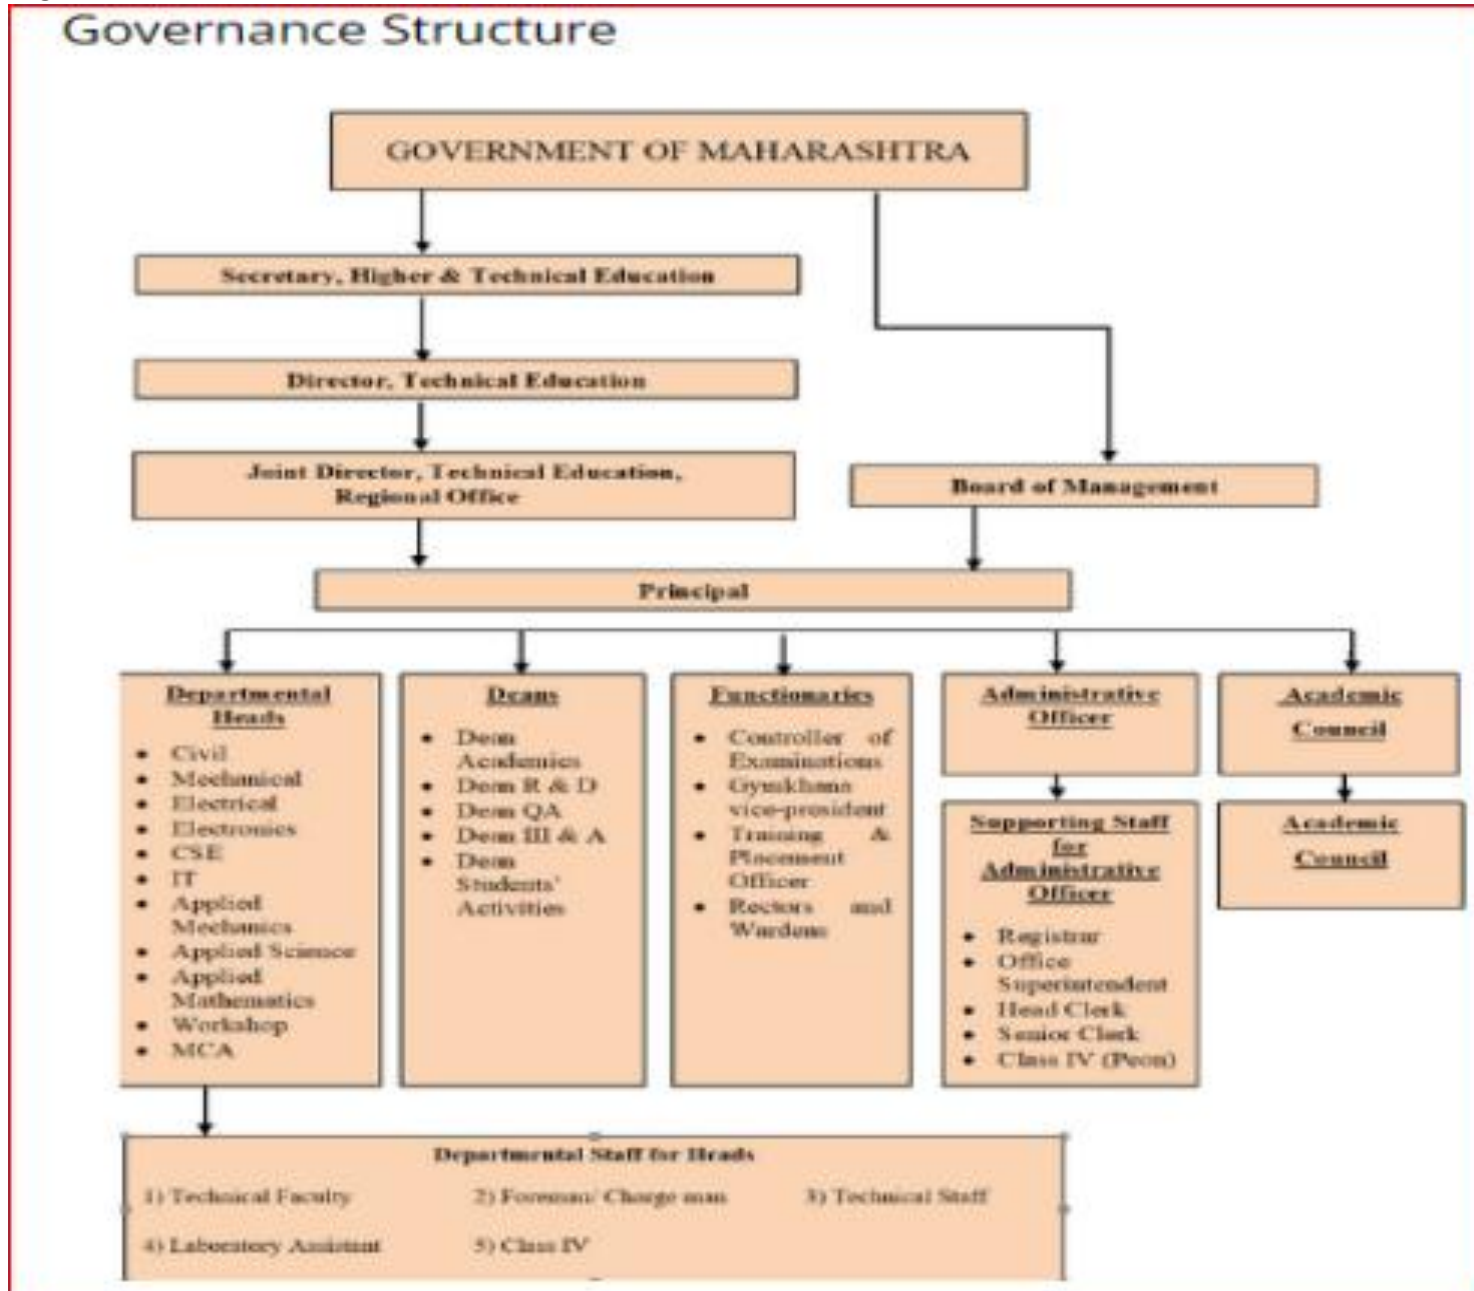 Governance Structure
GOVERNMENT OF MAHARASHTRA
Secretary, Higher & Technical Education
Director, Technical Education
Joint Director, Technical Education,
Regional Office
Board of Management
Principal
Departmental
Heads
• Civil
• Mechanical
• Electrical
• Electronics
• CSE
• IT
• Applied
Mechanics
• Applied Science
• Applied
Mathematics
• Workshop
• MCA
Deans
• Dean
Academics
• Dean R & D
• Dean QA
• Dean III & A
• Dean
Students'
Activities
Functionaries
• Controller of
Examinations
• Gymkhana
vice-president
• Training &
Placement
Officer
• Rectors and
Wardens
Administrative
Officer
Supporting Staff
for
Administrative
Officer
• Registrar
• Office
Superintendent
• Head Clerk
• Senior Clerk
• Class IV (Peon)
Academic
Council
Academic
Council
Departmental Staff for Heads
1) Technical Faculty 2) Foreman/ Charge man 3) Technical Staff
4) Laboratory Assistant 5) Class IV